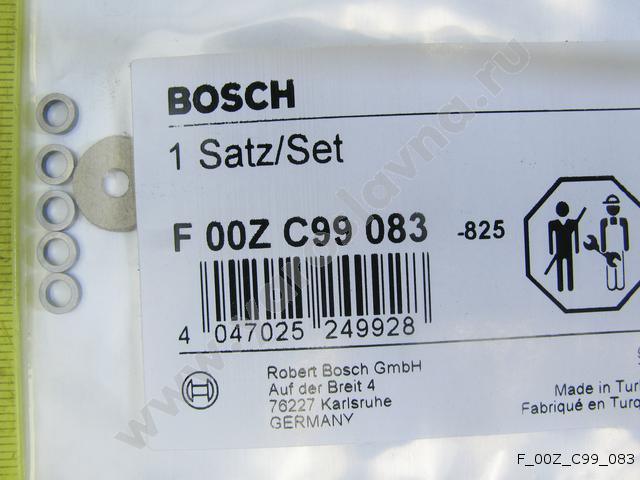 BOSCH
1 Satz/Set
F 00Z C99 083 -825
4 047025 249928
Robert Bosch GmbH
Auf der Breit 4
76227 Karlsruhe
GERMANY
Made in Turk
Fabriqué en Turq
F_00Z_C99_083